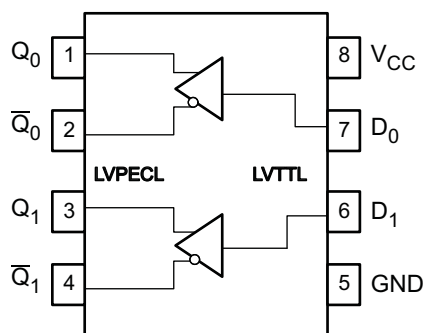 Q0 1 8 VCC
Q̅0 2 7 D0
LVPECL LVTTL
Q1 3 6 D1
Q̅1 4 5 GND